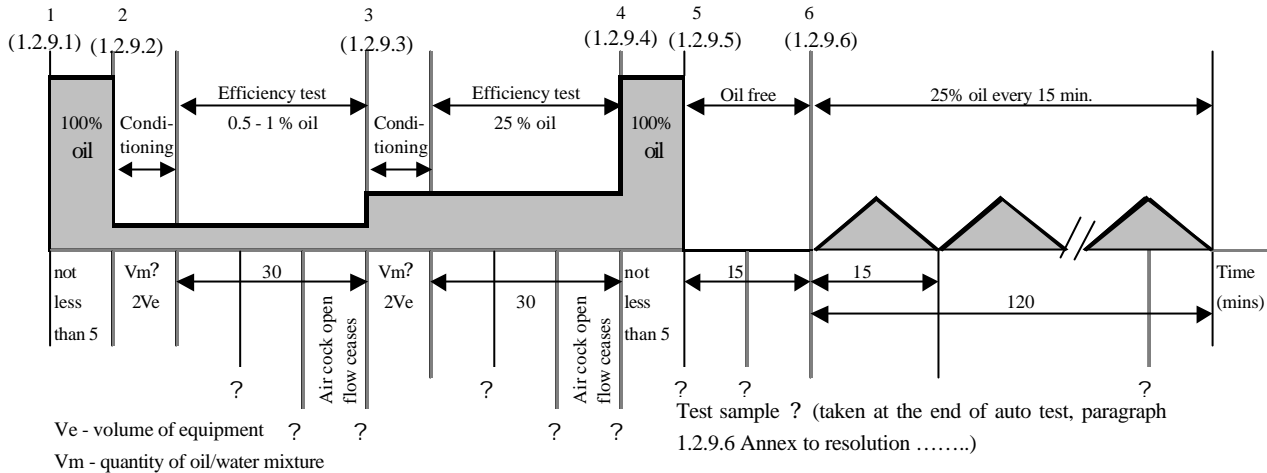 1 2 3 4 5 6
(1.2.9.1) (1.2.9.2) (1.2.9.3) (1.2.9.4) (1.2.9.5) (1.2.9.6)
100%
oil
Condi-
tioning
Efficiency test
0.5 - 1 % oil
Condi-
tioning
Efficiency test
25 % oil
100%
oil
Oil free
25% oil every 15 min.
not
less
than 5
Vm?
2Ve
30
Air cock open
flow ceases
Vm?
2Ve
30
Air cock open
flow ceases
not
less
than 5
15
15
120
Time
(mins)
? ? ? ? ? ? ? ? ?
Ve - volume of equipment
Vm - quantity of oil/water mixture
Test sample ? (taken at the end of auto test, paragraph
1.2.9.6 Annex to resolution ……..)